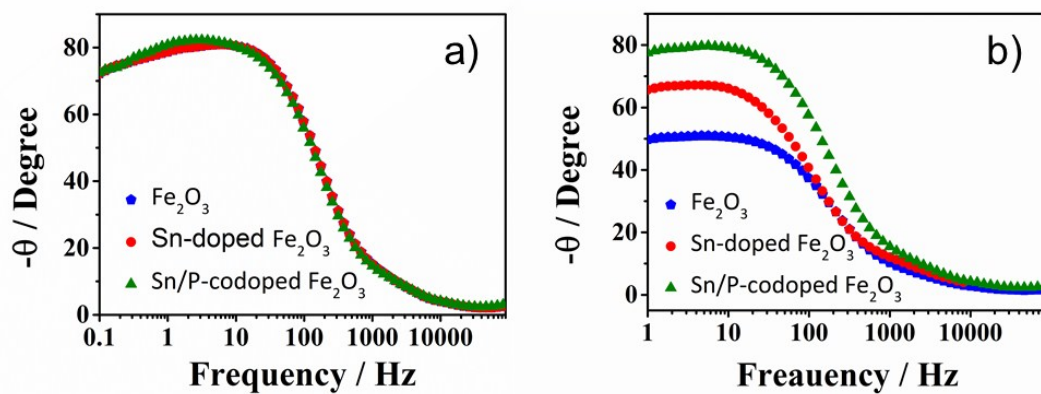 a)
80
60
40
20
0
-θ / Degree
Fe₂O₃
Sn-doped Fe₂O₃
Sn/P-codoped Fe₂O₃
0.1 1 10 100 1000 10000
Frequency / Hz
b)
80
60
40
20
0
-θ / Degree
Fe₂O₃
Sn-doped Fe₂O₃
Sn/P-codoped Fe₂O₃
1 10 100 1000 10000
Freauency / Hz